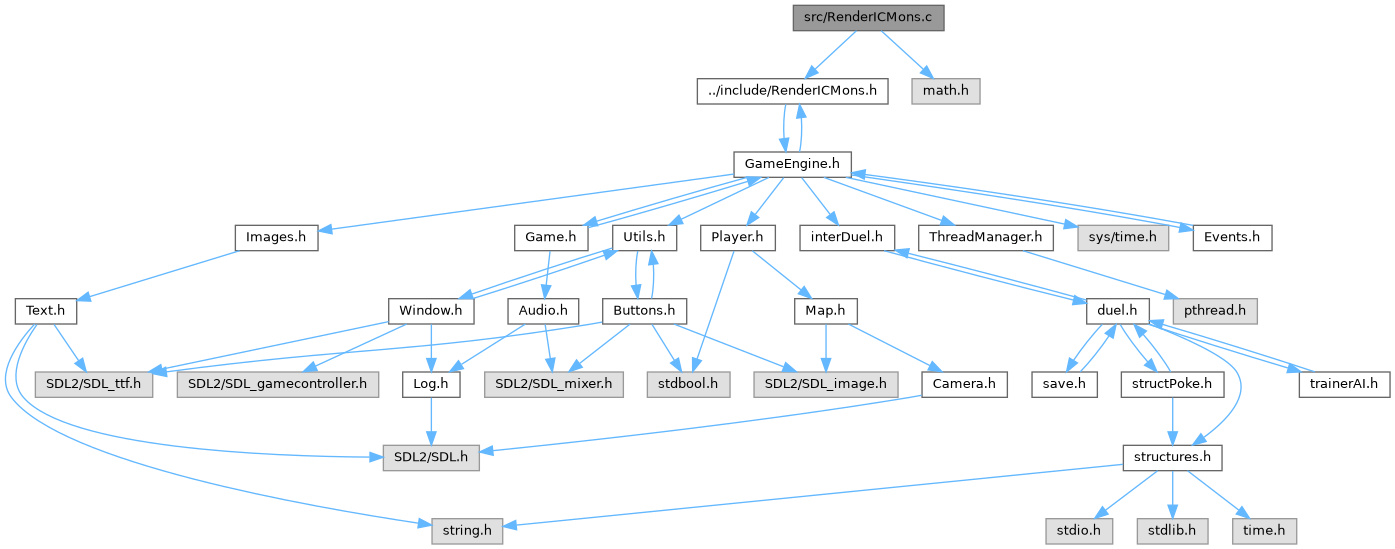 src/RenderICMons.c
../include/RenderICMons.h
math.h
GameEngine.h
Images.h
Game.h
Utils.h
Player.h
interDuel.h
ThreadManager.h
sys/time.h
Events.h
Text.h
Window.h
Audio.h
Buttons.h
Map.h
duel.h
pthread.h
SDL2/SDL_ttf.h
SDL2/SDL_gamecontroller.h
Log.h
SDL2/SDL_mixer.h
stdbool.h
SDL2/SDL_image.h
Camera.h
save.h
structPoke.h
trainerAI.h
SDL2/SDL.h
structures.h
string.h
stdio.h
stdlib.h
time.h